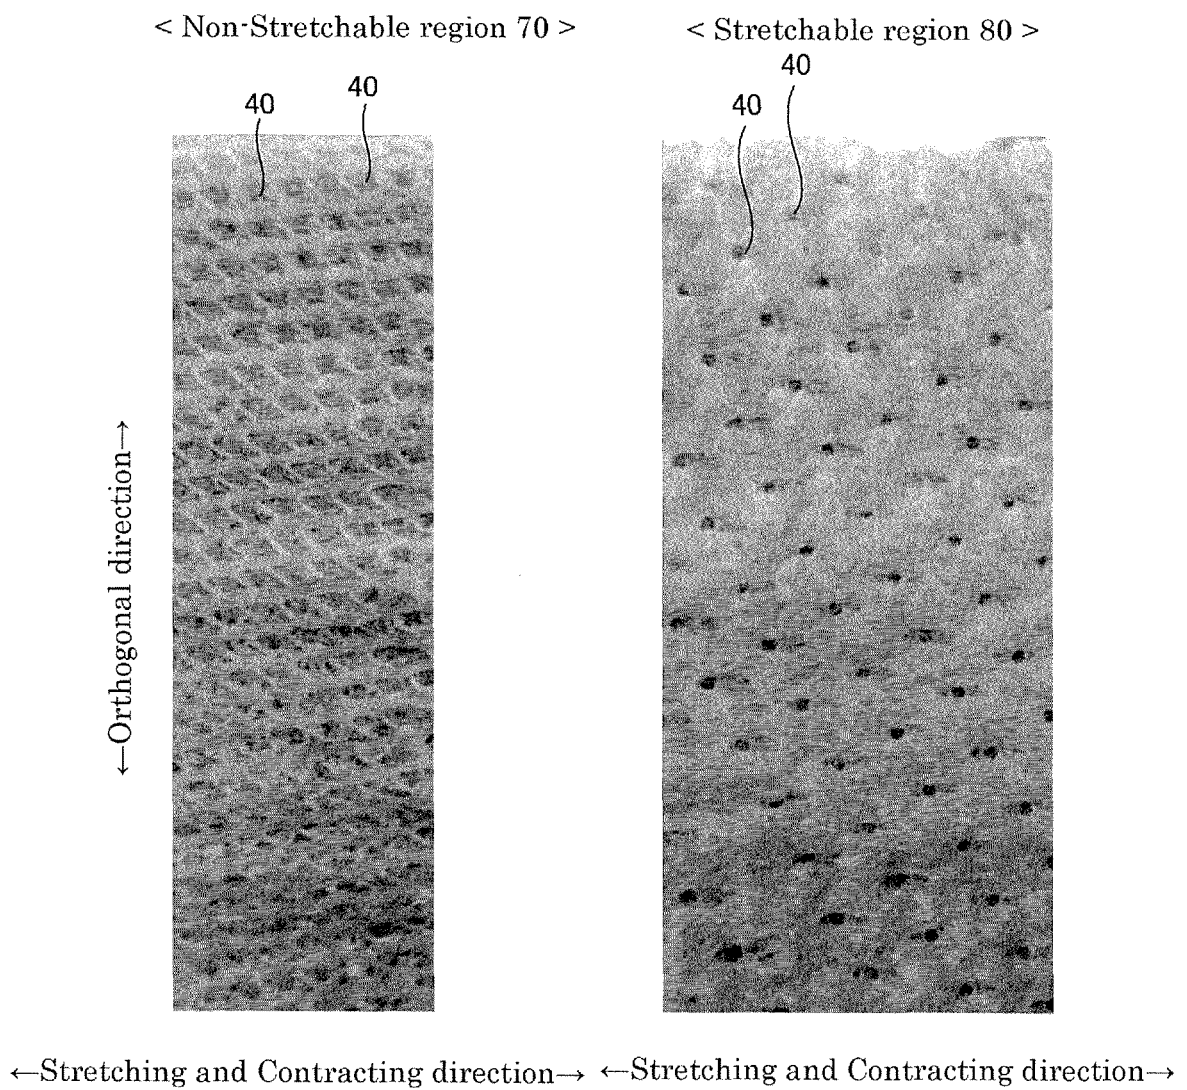 < Non-Stretchable region 70 >
< Stretchable region 80 >
40 40
40 40
←Orthogonal direction→
←Stretching and Contracting direction→
←Stretching and Contracting direction→